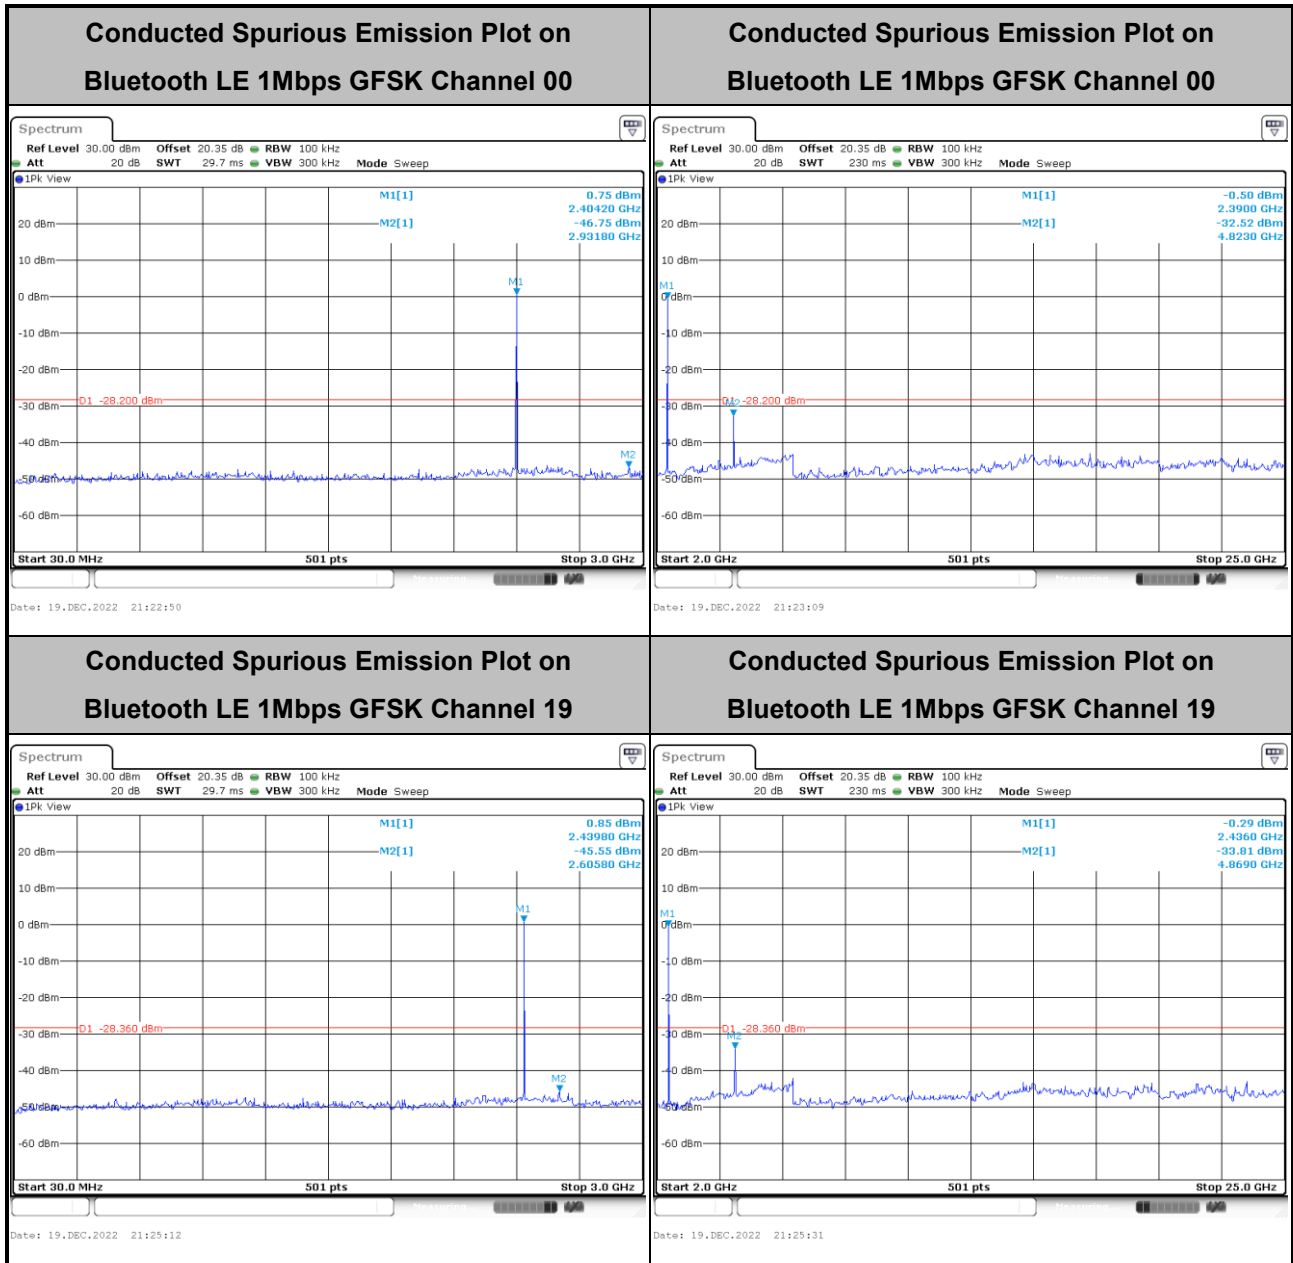 Conducted Spurious Emission Plot on
Bluetooth LE 1Mbps GFSK Channel 00
Spectrum
Ref Level 30.00 dBm Offset 20.35 dB RBW 100 kHz
Att 20 dB SWT 29.7 ms VBW 300 kHz Mode Sweep
1Pk View
M1[1] 0.75 dBm
2.40420 GHz
20 dBm M2[1] -46.75 dBm
2.93180 GHz
10 dBm
M1
0 dBm
-10 dBm
-20 dBm
D1 -28.200 dBm
-30 dBm
-40 dBm
M2
-50 dBm
-60 dBm
Start 30.0 MHz 501 pts Stop 3.0 GHz
Measuring
Date: 19.DEC.2022 21:22:50
Conducted Spurious Emission Plot on
Bluetooth LE 1Mbps GFSK Channel 00
Spectrum
Ref Level 30.00 dBm Offset 20.35 dB RBW 100 kHz
Att 20 dB SWT 230 ms VBW 300 kHz Mode Sweep
1Pk View
M1[1] -0.50 dBm
2.3900 GHz
20 dBm M2[1] -32.52 dBm
4.8230 GHz
10 dBm
M1
0 dBm
-10 dBm
-20 dBm
D1 -28.200 dBm
M2
-30 dBm
-40 dBm
-50 dBm
-60 dBm
Start 2.0 GHz 501 pts Stop 25.0 GHz
Measuring
Date: 19.DEC.2022 21:23:09
Conducted Spurious Emission Plot on
Bluetooth LE 1Mbps GFSK Channel 19
Spectrum
Ref Level 30.00 dBm Offset 20.35 dB RBW 100 kHz
Att 20 dB SWT 29.7 ms VBW 300 kHz Mode Sweep
1Pk View
M1[1] 0.85 dBm
2.43980 GHz
20 dBm M2[1] -45.55 dBm
2.60580 GHz
10 dBm
M1
0 dBm
-10 dBm
-20 dBm
D1 -28.360 dBm
-30 dBm
-40 dBm
M2
-50 dBm
-60 dBm
Start 30.0 MHz 501 pts Stop 3.0 GHz
Measuring
Date: 19.DEC.2022 21:25:12
Conducted Spurious Emission Plot on
Bluetooth LE 1Mbps GFSK Channel 19
Spectrum
Ref Level 30.00 dBm Offset 20.35 dB RBW 100 kHz
Att 20 dB SWT 230 ms VBW 300 kHz Mode Sweep
1Pk View
M1[1] -0.29 dBm
2.4360 GHz
20 dBm M2[1] -33.81 dBm
4.8690 GHz
10 dBm
M1
0 dBm
-10 dBm
-20 dBm
D1 -28.360 dBm
-30 dBm
M2
-40 dBm
-50 dBm
-60 dBm
Start 2.0 GHz 501 pts Stop 25.0 GHz
Measuring
Date: 19.DEC.2022 21:25:31